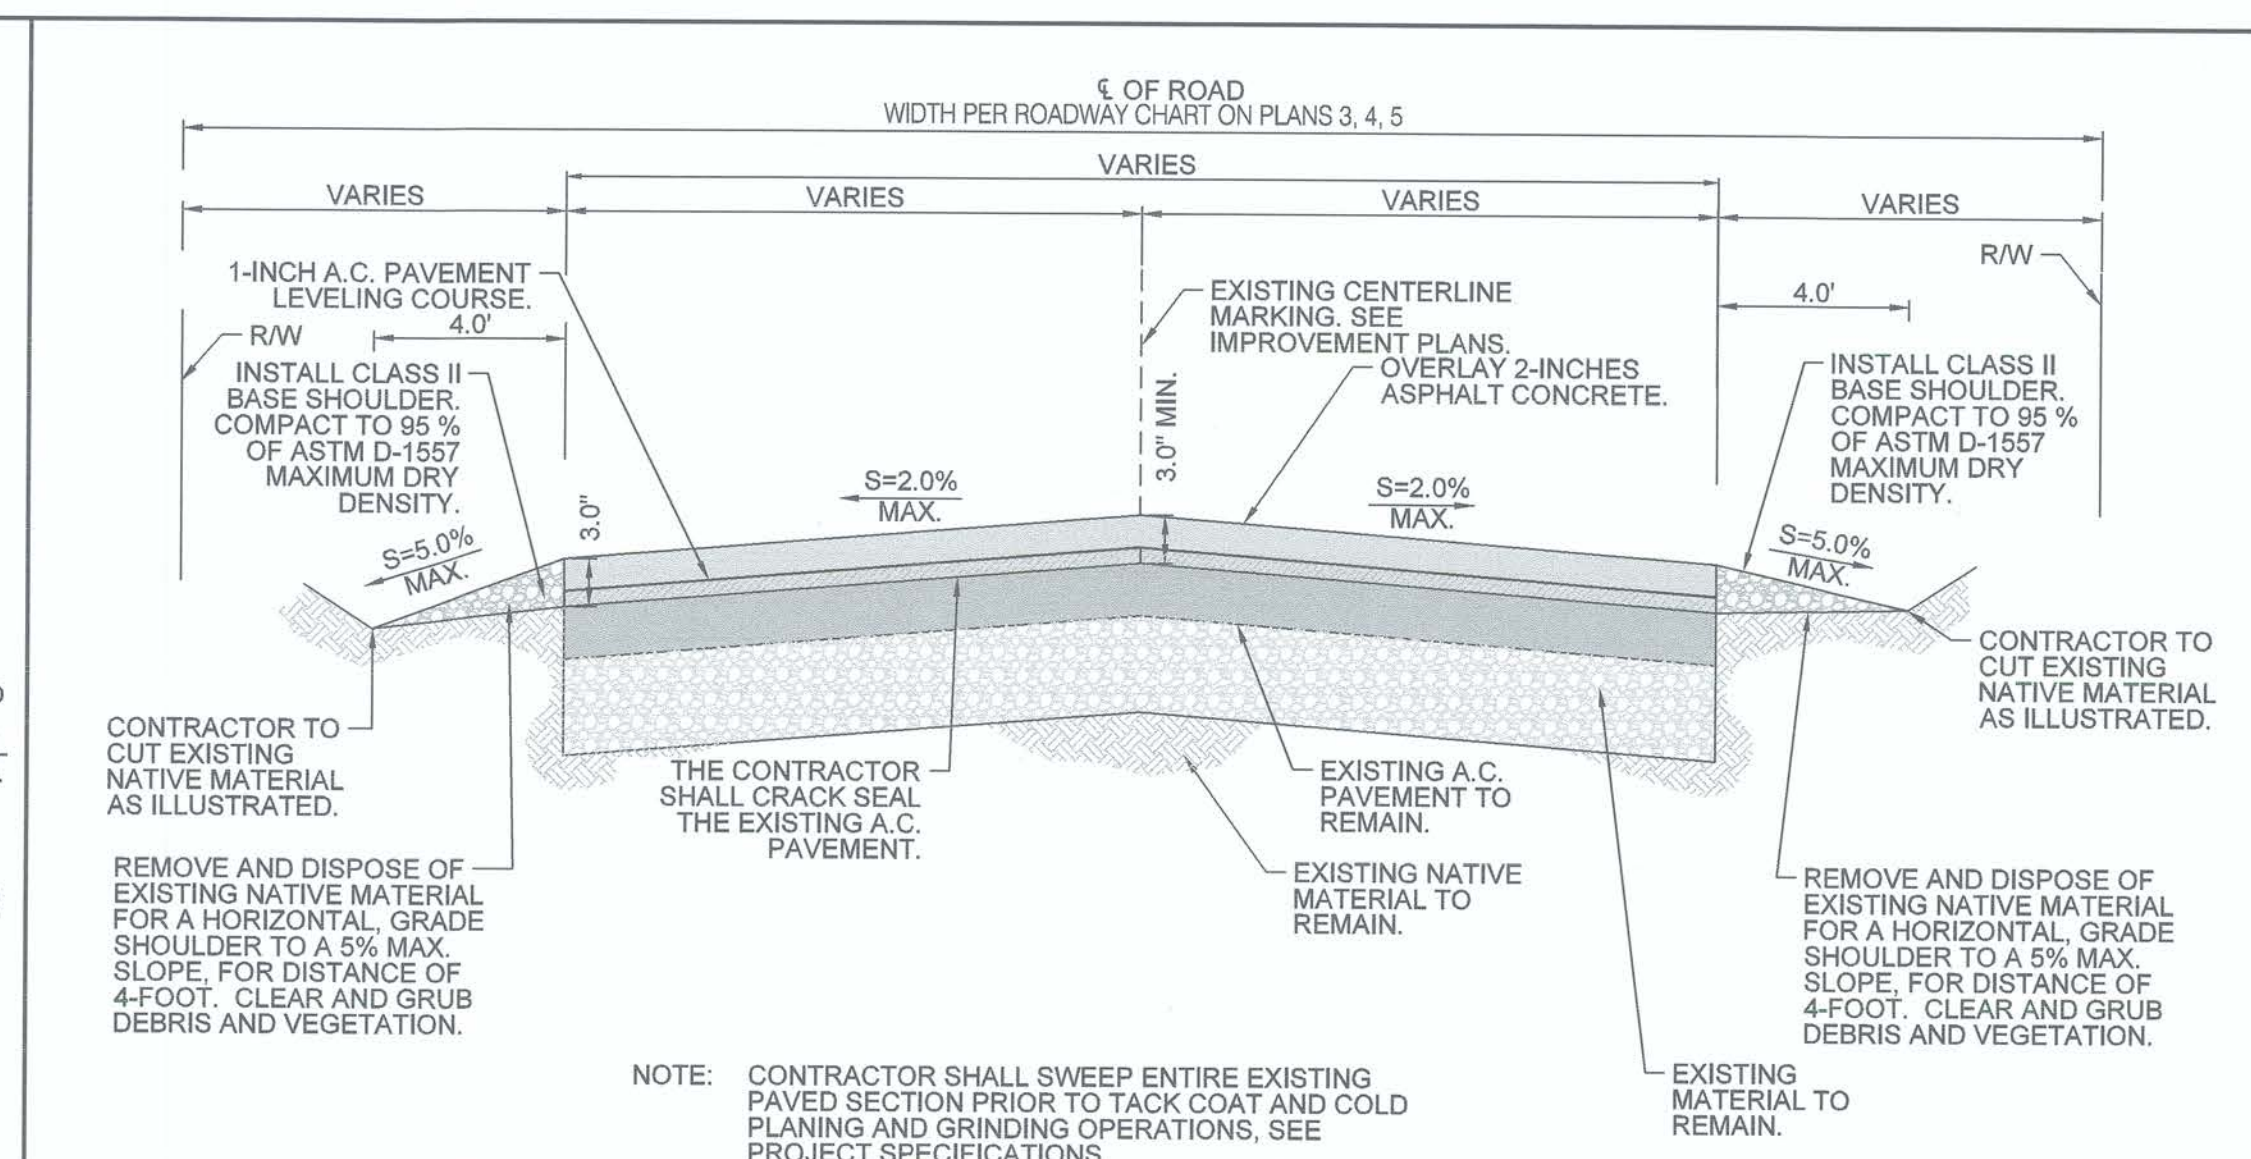 ℄ OF ROAD
WIDTH PER ROADWAY CHART ON PLANS 3, 4, 5
VARIES
VARIES
VARIES
VARIES
VARIES
1-INCH A.C. PAVEMENT
LEVELING COURSE.
4.0'
R/W
INSTALL CLASS II
BASE SHOULDER.
COMPACT TO 95 %
OF ASTM D-1557
MAXIMUM DRY
DENSITY.
EXISTING CENTERLINE
MARKING. SEE
IMPROVEMENT PLANS.
OVERLAY 2-INCHES
ASPHALT CONCRETE.
3.0" MIN.
R/W
4.0'
INSTALL CLASS II
BASE SHOULDER.
COMPACT TO 95 %
OF ASTM D-1557
MAXIMUM DRY
DENSITY.
S=5.0%
MAX.
3.0"
S=2.0%
MAX.
S=2.0%
MAX.
S=5.0%
MAX.
CONTRACTOR TO
CUT EXISTING
NATIVE MATERIAL
AS ILLUSTRATED.
THE CONTRACTOR
SHALL CRACK SEAL
THE EXISTING A.C.
PAVEMENT.
EXISTING A.C.
PAVEMENT TO
REMAIN.
CONTRACTOR TO
CUT EXISTING
NATIVE MATERIAL
AS ILLUSTRATED.
REMOVE AND DISPOSE OF
EXISTING NATIVE MATERIAL
FOR A HORIZONTAL, GRADE
SHOULDER TO A 5% MAX.
SLOPE, FOR DISTANCE OF
4-FOOT. CLEAR AND GRUB
DEBRIS AND VEGETATION.
EXISTING NATIVE
MATERIAL TO
REMAIN.
REMOVE AND DISPOSE OF
EXISTING NATIVE MATERIAL
FOR A HORIZONTAL, GRADE
SHOULDER TO A 5% MAX.
SLOPE, FOR DISTANCE OF
4-FOOT. CLEAR AND GRUB
DEBRIS AND VEGETATION.
NOTE: CONTRACTOR SHALL SWEEP ENTIRE EXISTING
PAVED SECTION PRIOR TO TACK COAT AND COLD
PLANING AND GRINDING OPERATIONS, SEE
PROJECT SPECIFICATIONS
EXISTING
MATERIAL TO
REMAIN.